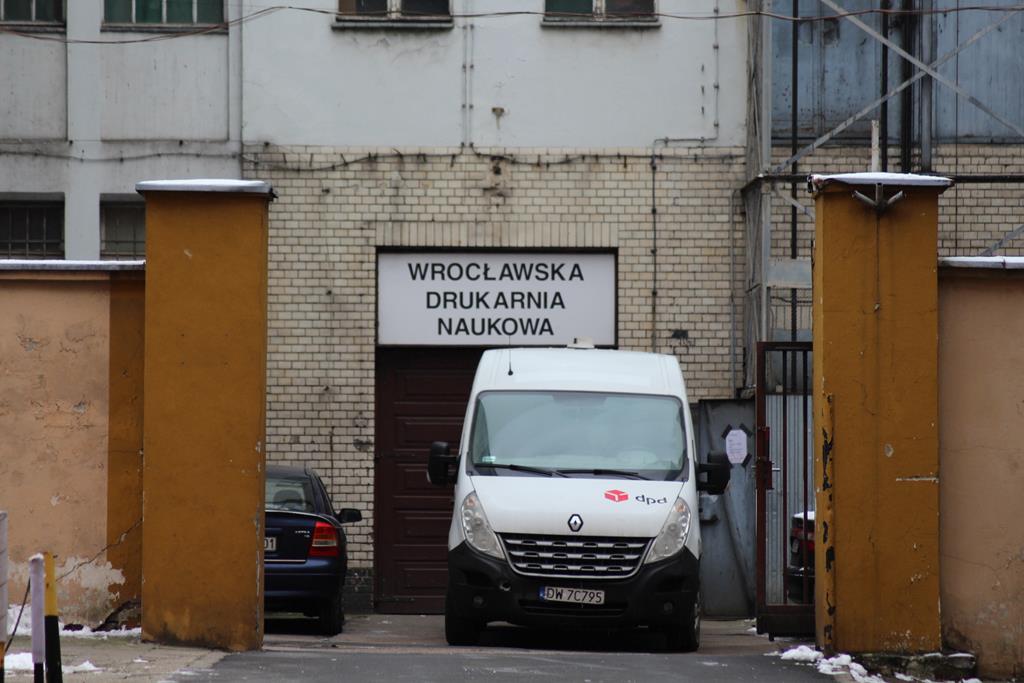 WROCŁAWSKA
DRUKARNIA
NAUKOWA
dpd
DW 7C795